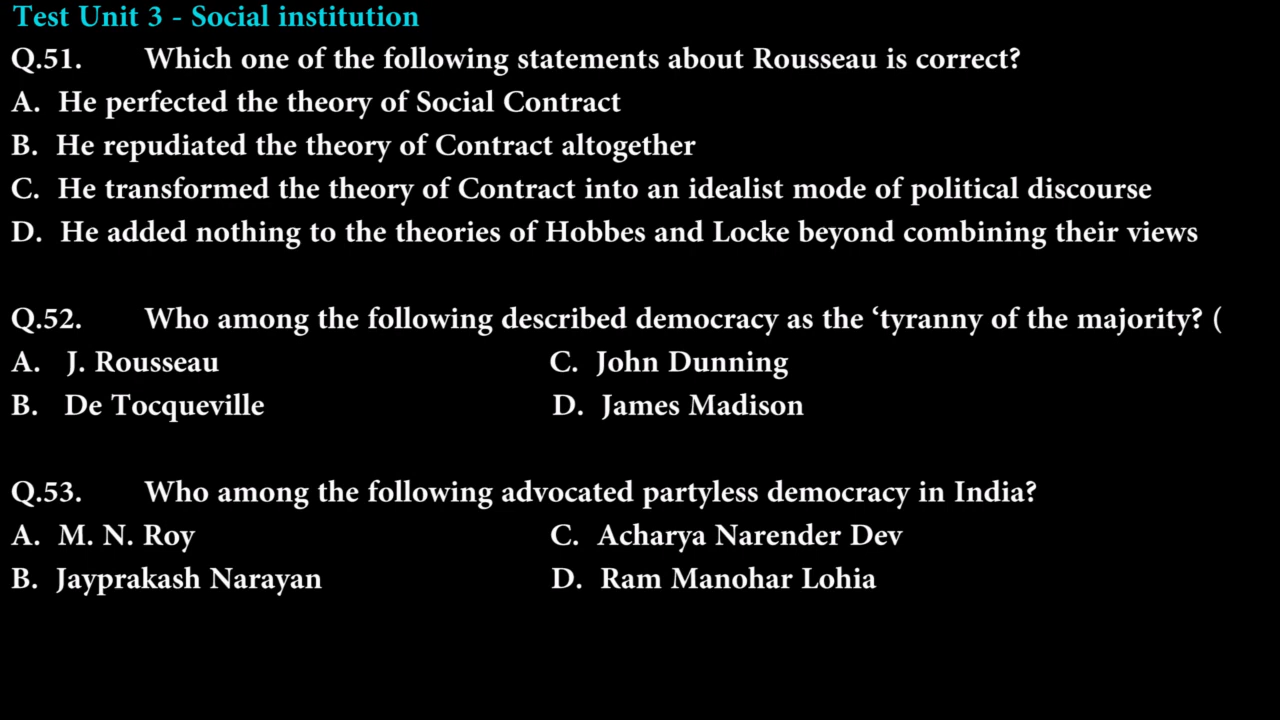 Test Unit 3 - Social institution
Q.51. Which one of the following statements about Rousseau is correct?
A. He perfected the theory of Social Contract
B. He repudiated the theory of Contract altogether
C. He transformed the theory of Contract into an idealist mode of political discourse
D. He added nothing to the theories of Hobbes and Locke beyond combining their views
Q.52. Who among the following described democracy as the ‘tyranny of the majority? (
A. J. Rousseau C. John Dunning
B. De Tocqueville D. James Madison
Q.53. Who among the following advocated partyless democracy in India?
A. M. N. Roy C. Acharya Narender Dev
B. Jayprakash Narayan D. Ram Manohar Lohia